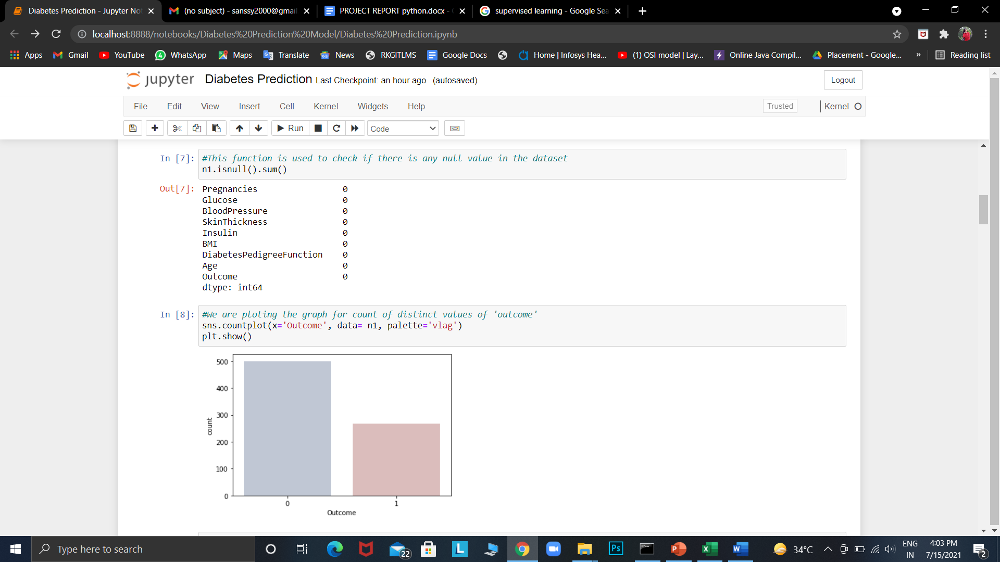 Diabetes Prediction - Jupyter Not
(no subject) - sanssy2000@gmail
PROJECT REPORT python.docx -
supervised learning - Google Sea
localhost:8888/notebooks/Diabetes%20Prediction%20Model/Diabetes%20Prediction.ipynb
Apps Gmail YouTube WhatsApp Maps Translate News RKGITLMS Google Docs Home | Infosys Hea... (1) OSI model | Lay... Online Java Compil... Placement - Google... » Reading list
jupyter Diabetes Prediction Last Checkpoint: an hour ago (autosaved) Logout
File Edit View Insert Cell Kernel Widgets Help Trusted Kernel
Run Code
In [7]: #This function is used to check if there is any null value in the dataset
n1.isnull().sum()
Out[7]: Pregnancies 0
Glucose 0
BloodPressure 0
SkinThickness 0
Insulin 0
BMI 0
DiabetesPedigreeFunction 0
Age 0
Outcome 0
dtype: int64
In [8]: #We are ploting the graph for count of distinct values of 'outcome'
sns.countplot(x='Outcome', data= n1, palette='vlag')
plt.show()
500
400
300
200
100
0
count
0 1
Outcome
Type here to search
22
L
Ps
34°C
ENG
IN
4:03 PM
7/15/2021
2